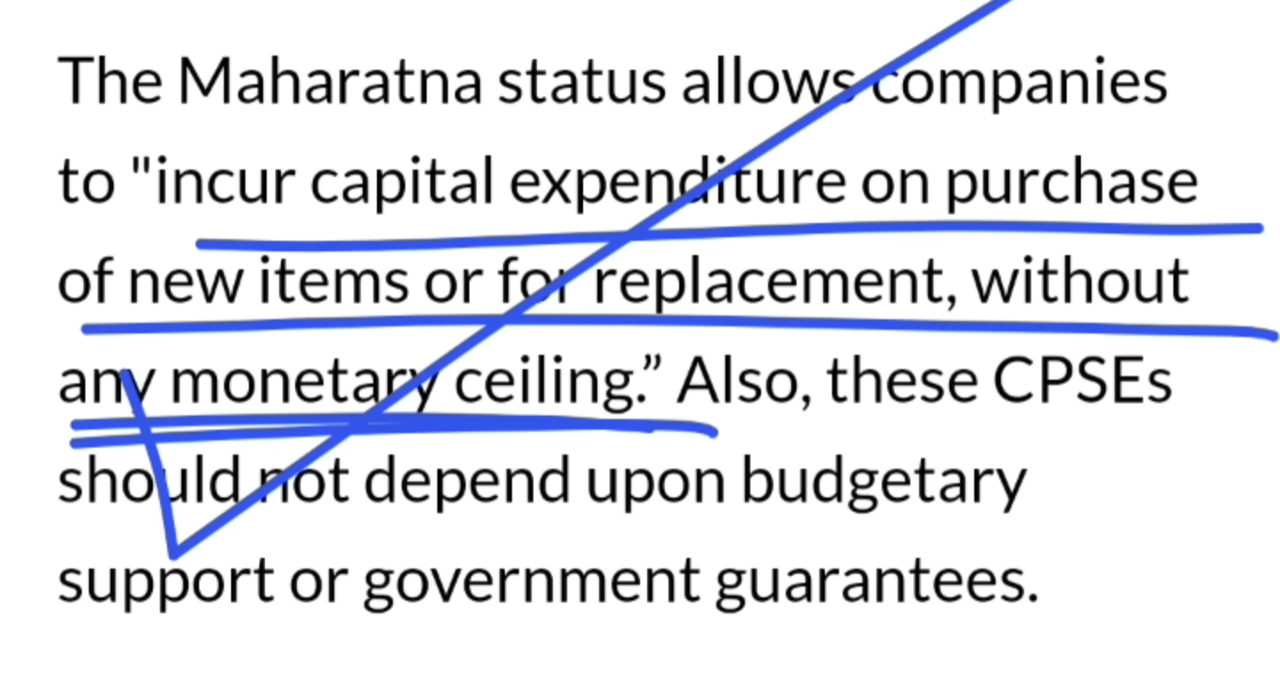 The Maharatna status allows companies
to "incur capital expenditure on purchase
of new items or for replacement, without
any monetary ceiling.” Also, these CPSEs
should not depend upon budgetary
support or government guarantees.